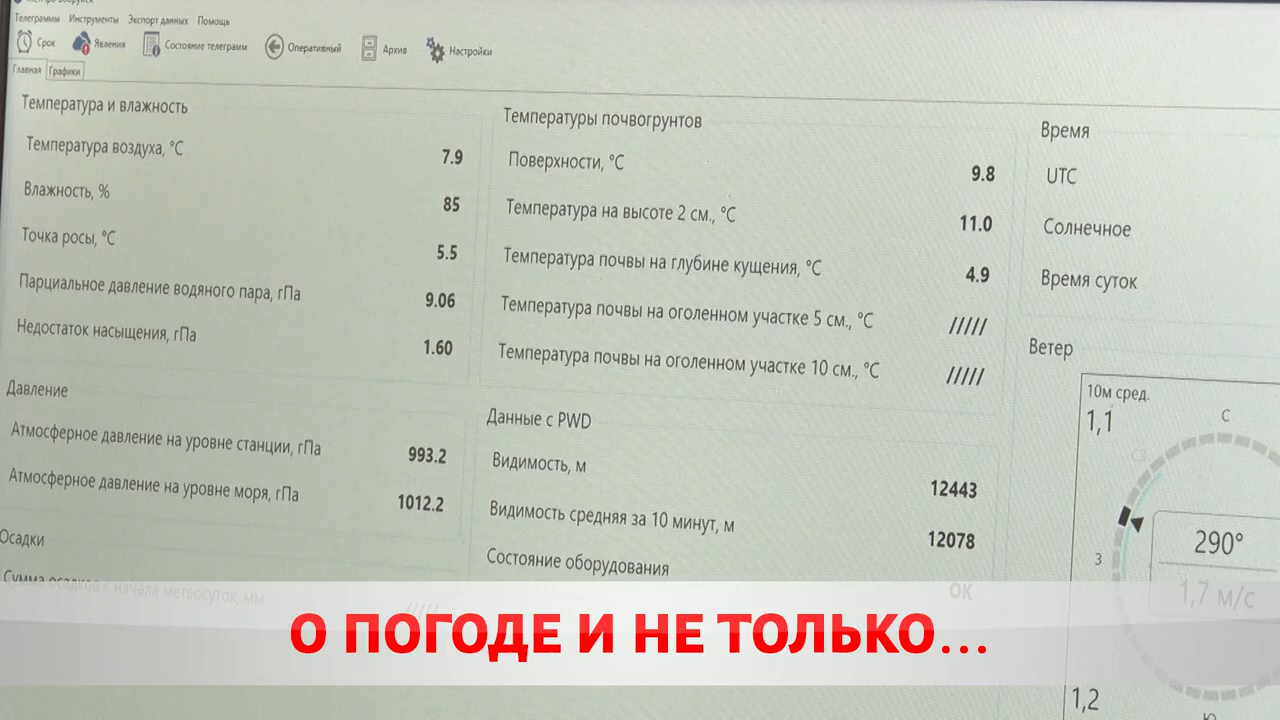 Телеграммы Инструменты Экспорт данных Помощь
Срок Явления Состояние телеграмм Оперативный Архив Настройки
Главная Графики
Температура и влажность
Температура воздуха, °C 7.9
Влажность, % 85
Точка росы, °C 5.5
Парциальное давление водяного пара, гПа 9.06
Недостаток насыщения, гПа 1.60
Давление
Атмосферное давление на уровне станции, гПа 993.2
Атмосферное давление на уровне моря, гПа 1012.2
Осадки
Сумма осадков с начала метеосуток, мм /////
Температуры почвогрунтов
Поверхности, °C 9.8
Температура на высоте 2 см., °C 11.0
Температура почвы на глубине кущения, °C 4.9
Температура почвы на оголенном участке 5 см., °C /////
Температура почвы на оголенном участке 10 см., °C /////
Данные с PWD
Видимость, м 12443
Видимость средняя за 10 минут, м 12078
Состояние оборудования OK
Время
UTC
Солнечное
Время суток
Ветер
10м сред.
1,1
С
З
290°
1,7 м/с
1,2
Ю
О ПОГОДЕ И НЕ ТОЛЬКО...